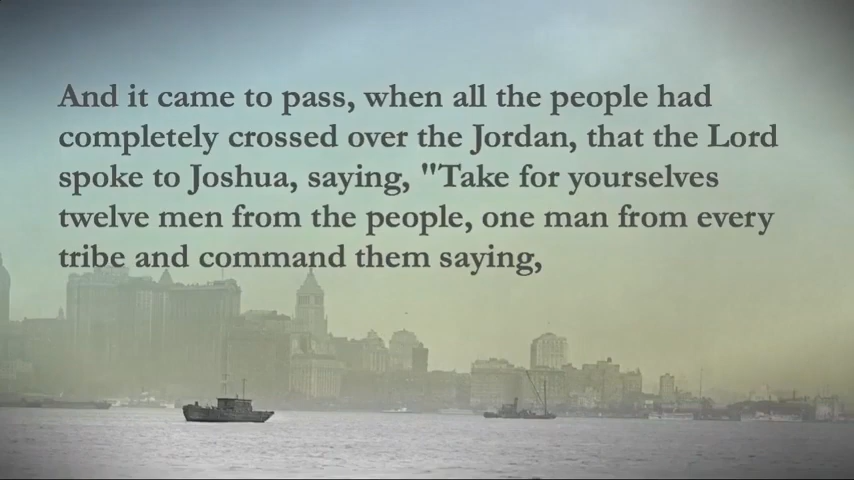 And it came to pass, when all the people had
completely crossed over the Jordan, that the Lord
spoke to Joshua, saying, "Take for yourselves
twelve men from the people, one man from every
tribe and command them saying,